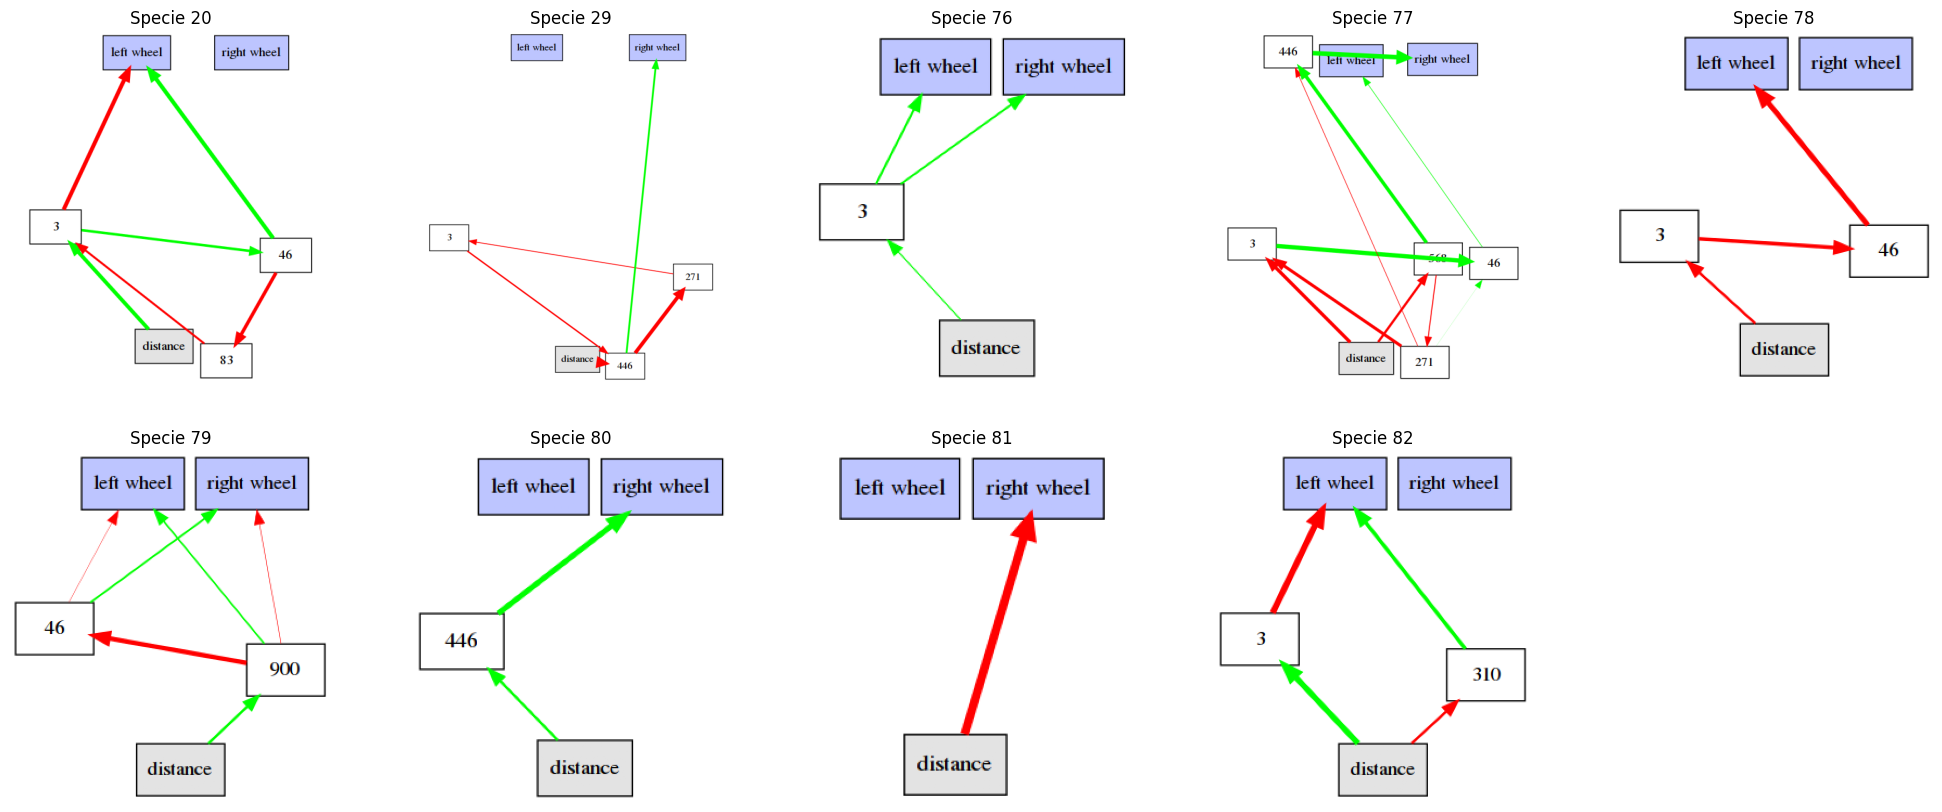 Specie 20
left wheel
right wheel
3
46
distance
83
Specie 29
left wheel
right wheel
3
271
distance
446
Specie 76
left wheel
right wheel
3
distance
Specie 77
446
left wheel
right wheel
3
568
46
distance
271
Specie 78
left wheel
right wheel
3
46
distance
Specie 79
left wheel
right wheel
46
900
distance
Specie 80
left wheel
right wheel
446
distance
Specie 81
left wheel
right wheel
distance
Specie 82
left wheel
right wheel
3
310
distance